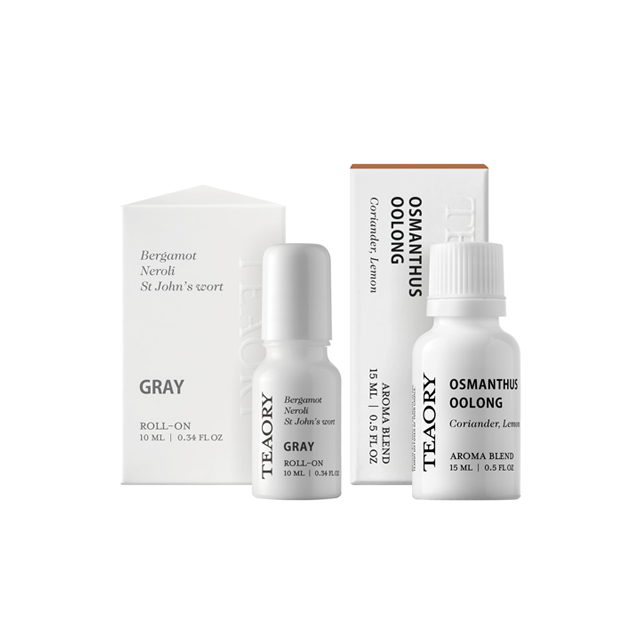 Bergamot
Neroli
St John's wort
GRAY
ROLL-ON
10 ML | 0.34 FL OZ
TEAORY
TEAORY
Bergamot
Neroli
St John's wort
GRAY
ROLL-ON
10 ML | 0.34 FL OZ
OSMANTHUS
OOLONG
Coriander, Lemon
AROMA BLEND
15 ML | 0.5 FL OZ
TEAORY
OSMANTHUS
OOLONG
Coriander, Lemon
AROMA BLEND
15 ML | 0.5 FL OZ